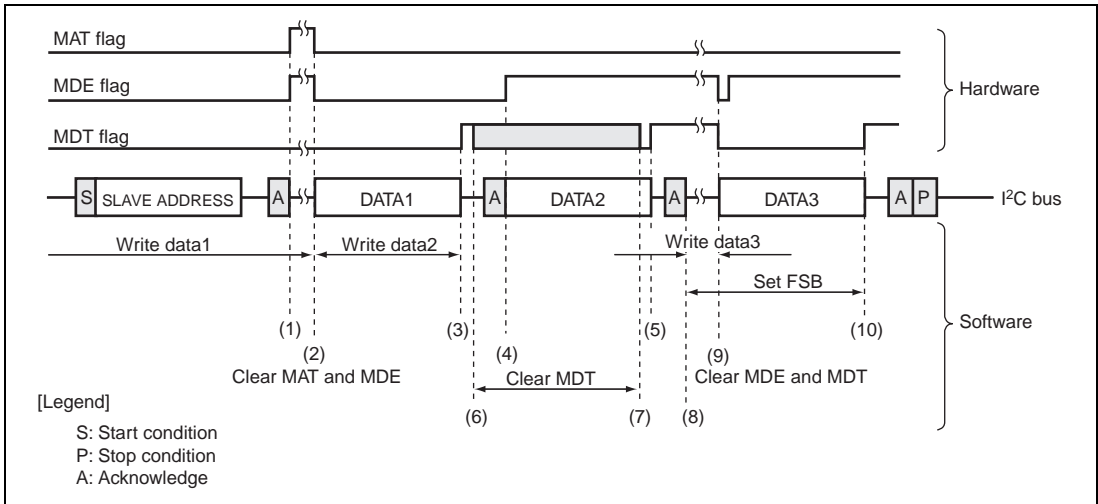 MAT flag
MDE flag
MDT flag
Hardware
S SLAVE ADDRESS A DATA1 A DATA2 A DATA3 A P I²C bus
Write data1 Write data2 Write data3
Set FSB
Software
(1) (3) (5) (10)
(2) (4) (9)
Clear MAT and MDE Clear MDT Clear MDE and MDT
[Legend]
(6) (7) (8)
S: Start condition
P: Stop condition
A: Acknowledge